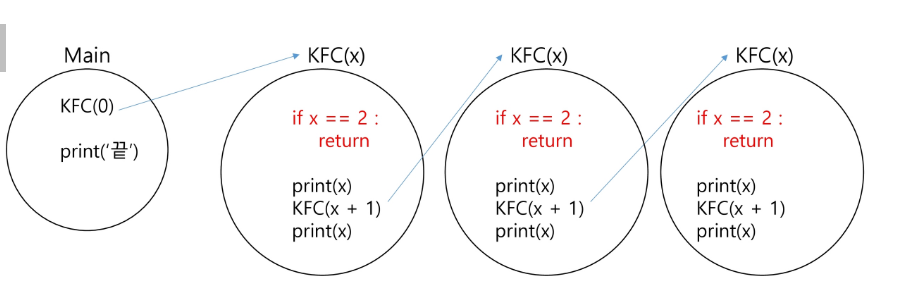 Main
KFC(0)
print('끝')
KFC(x)
if x == 2 :
return
print(x)
KFC(x + 1)
print(x)
KFC(x)
if x == 2 :
return
print(x)
KFC(x + 1)
print(x)
KFC(x)
if x == 2 :
return
print(x)
KFC(x + 1)
print(x)